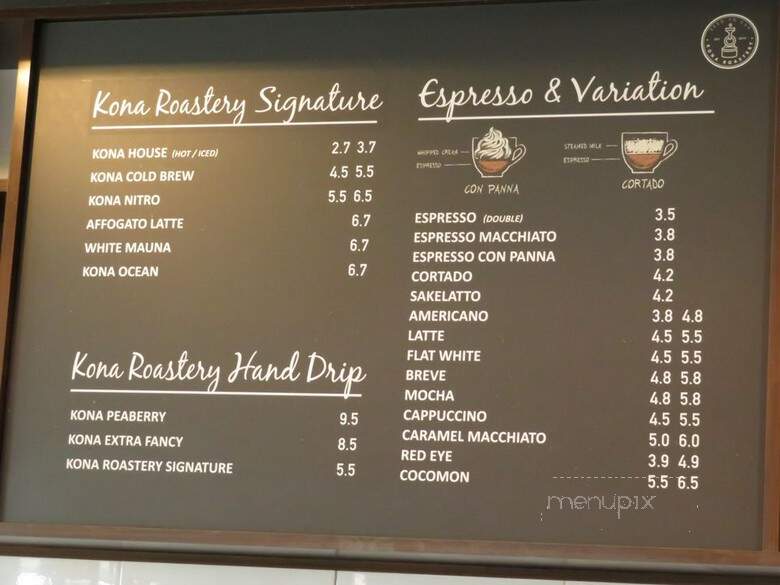 Kona Roastery Signature
KONA HOUSE (HOT / ICED) 2.7 3.7
KONA COLD BREW 4.5 5.5
KONA NITRO 5.5 6.5
AFFOGATO LATTE 6.7
WHITE MAUNA 6.7
KONA OCEAN 6.7
Kona Roastery Hand Drip
KONA PEABERRY 9.5
KONA EXTRA FANCY 8.5
KONA ROASTERY SIGNATURE 5.5
KONA ROASTERY
Espresso & Variation
WHIPPED CREAM
ESPRESSO
CON PANNA
STEAMED MILK
ESPRESSO
CORTADO
ESPRESSO (DOUBLE) 3.5
ESPRESSO MACCHIATO 3.8
ESPRESSO CON PANNA 3.8
CORTADO 4.2
SAKELATTO 4.2
AMERICANO 3.8 4.8
LATTE 4.5 5.5
FLAT WHITE 4.5 5.5
BREVE 4.8 5.8
MOCHA 4.8 5.8
CAPPUCCINO 4.5 5.5
CARAMEL MACCHIATO 5.0 6.0
RED EYE 3.9 4.9
COCOMON 5.5 6.5
menupix